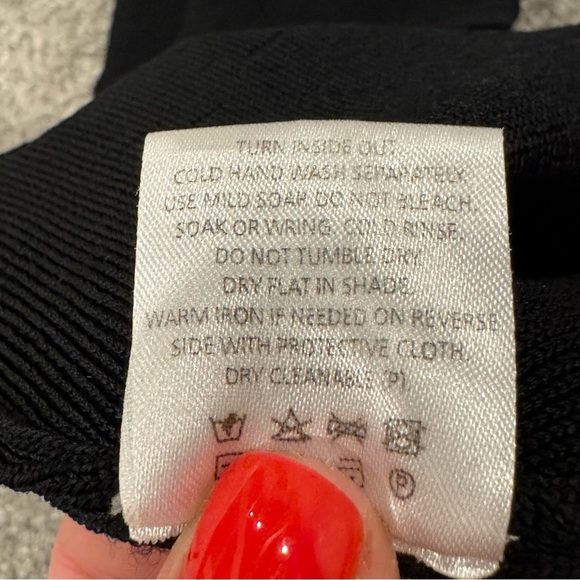 TURN INSIDE OUT
COLD HAND WASH SEPARATELY.
USE MILD SOAP. DO NOT BLEACH,
SOAK OR WRING. COLD RINSE.
DO NOT TUMBLE DRY.
DRY FLAT IN SHADE.
WARM IRON IF NEEDED ON REVERSE
SIDE WITH PROTECTIVE CLOTH.
DRY CLEANABLE (P)
P